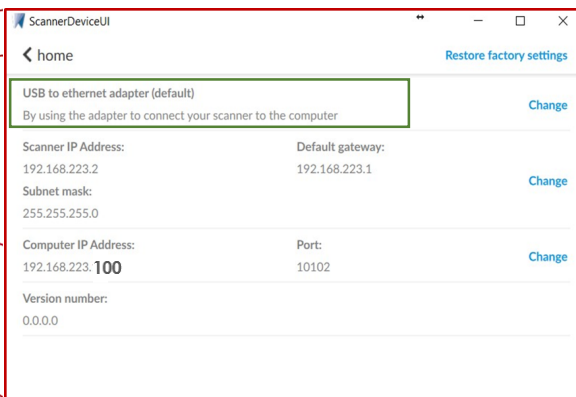 ScannerDeviceUI
home
Restore factory settings
USB to ethernet adapter (default)
By using the adapter to connect your scanner to the computer
Change
Scanner IP Address:
Default gateway:
192.168.223.2
192.168.223.1
Change
Subnet mask:
255.255.255.0
Computer IP Address:
Port:
Change
192.168.223.100
10102
Version number:
0.0.0.0